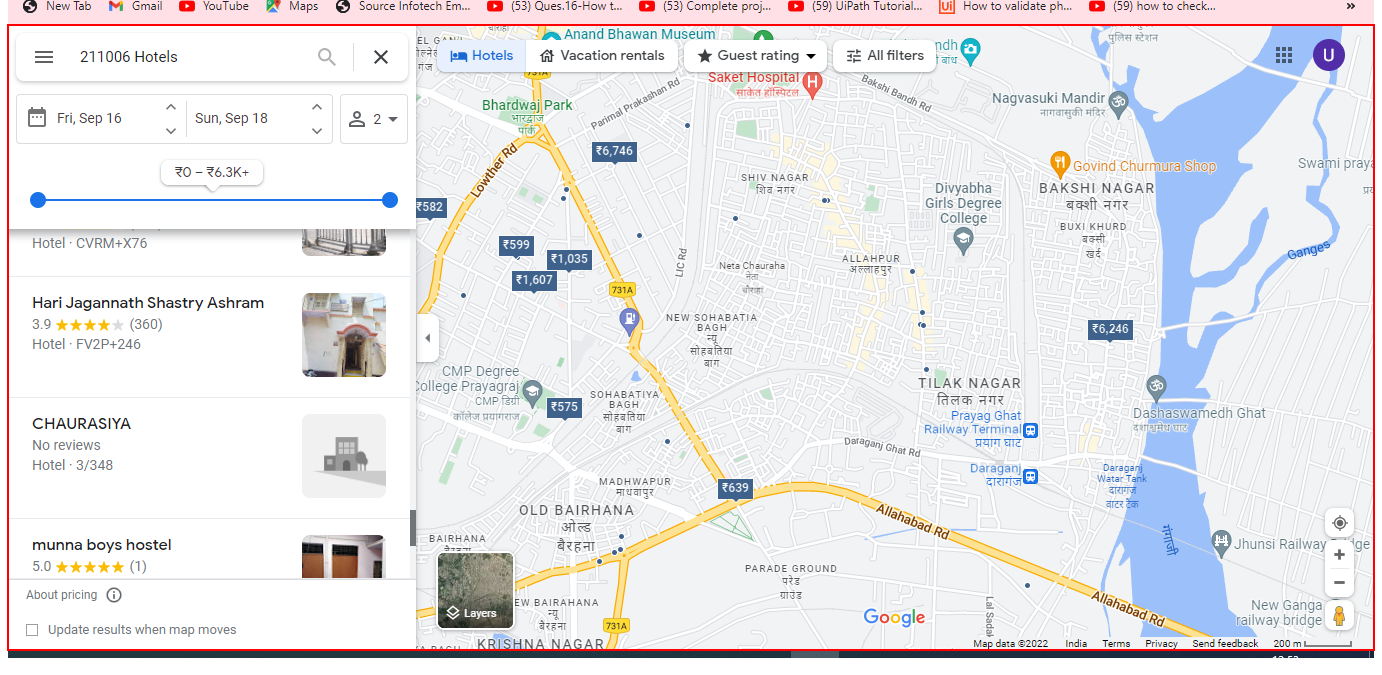 New Tab
Gmail
YouTube
Maps
Source Infotech Em...
(53) Ques.16-How t...
(53) Complete proj...
(59) UiPath Tutorial...
How to validate ph...
(59) how to check...
»
211006 Hotels
Hotels
Vacation rentals
Guest rating
All filters
U
Fri, Sep 16
Sun, Sep 18
2
₹0 – ₹6.3K+
Hotel · CVRM+X76
Hari Jagannath Shastry Ashram
3.9 ★★★★★ (360)
Hotel · FV2P+246
CHAURASIYA
No reviews
Hotel · 3/348
munna boys hostel
5.0 ★★★★★ (1)
About pricing
Update results when map moves
Anand Bhawan Museum
पुलिस स्टेशन
731A
Saket Hospital
साकेत हॉस्पिटल
Bakshi Bandh Rd
Nagvasuki Mandir
नागवासुकी मंदिर
Bhardwaj Park
भारद्वाज
पार्क
Parimal Prakashan Rd
Lowther Rd
₹6,746
Govind Churmura Shop
Swami praya
SHIV NAGAR
शिव नगर
Divyabha
Girls Degree
College
BAKSHI NAGAR
बक्शी नगर
₹582
BUXI KHURD
बक्सी
खुर्द
₹599
₹1,035
₹1,607
LIC Rd
Neta Chauraha
नेता
चौराहा
ALLAHPUR
अल्लाहपुर
Ganges
731A
NEW SOHABATIA
BAGH
न्यू
सोहबतिया
बाग
₹6,246
CMP Degree
College Prayagraj
CMP डिग्री
कॉलेज प्रयागराज
SOHABATIYA
BAGH
सोहबतिया
बाग
₹575
TILAK NAGAR
तिलक नगर
Prayag Ghat
Railway Terminal
प्रयाग घाट
Dashaswamedh Ghat
दशाश्वमेध घाट
Daraganj Ghat Rd
Daraganj
दारागंज
Daraganj
Watar Tank
दारागंज
वाटर टैंक
MADHWAPUR
माधवापुर
₹639
OLD BAIRHANA
ओल्ड
बैरहना
Allahabad Rd
गंगाजी
BAIRHANA
बैरहना
Jhunsi Railway Bridge
PARADE GROUND
परेड
ग्राउंड
Layers
EW BAIRAHANA
न्यू
बैरहना
731A
KRISHNA NAGAR
Allahabad Rd
Lal Sadak
New Ganga
railway bridge
Google
Map data ©2022
India
Terms
Privacy
Send feedback
200 m